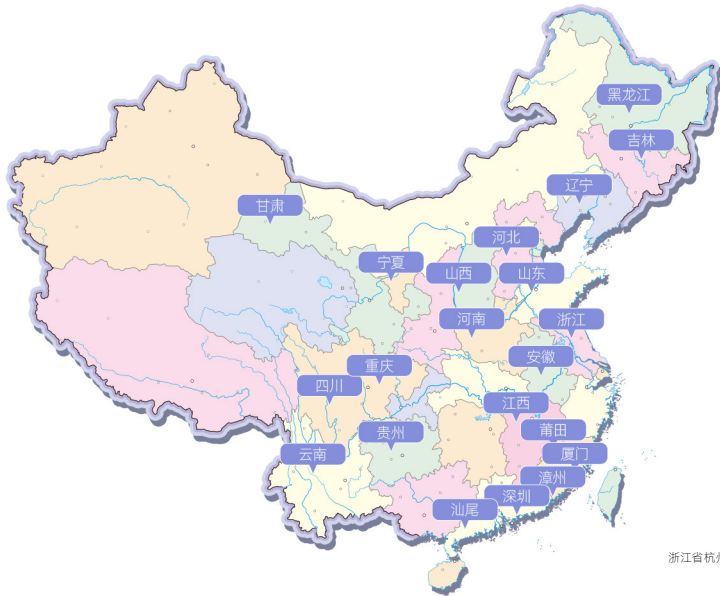 黑龙江
吉林
辽宁
甘肃
河北
宁夏
山西
山东
河南
浙江
安徽
重庆
四川
江西
莆田
贵州
厦门
云南
漳州
深圳
汕尾
浙江省杭州